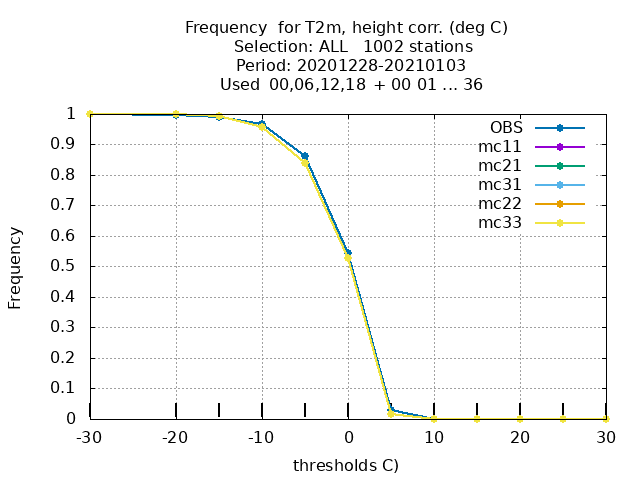 Frequency  for T2m, height corr. (deg C)
Selection: ALL   1002 stations
Period: 20201228-20210103
Used  00,06,12,18  + 00 01 ... 36
Frequency
1
0.9
0.8
0.7
0.6
0.5
0.4
0.3
0.2
0.1
0
OBS
mc11
mc21
mc31
mc22
mc33
-30 -20 -10 0 10 20 30
thresholds C)